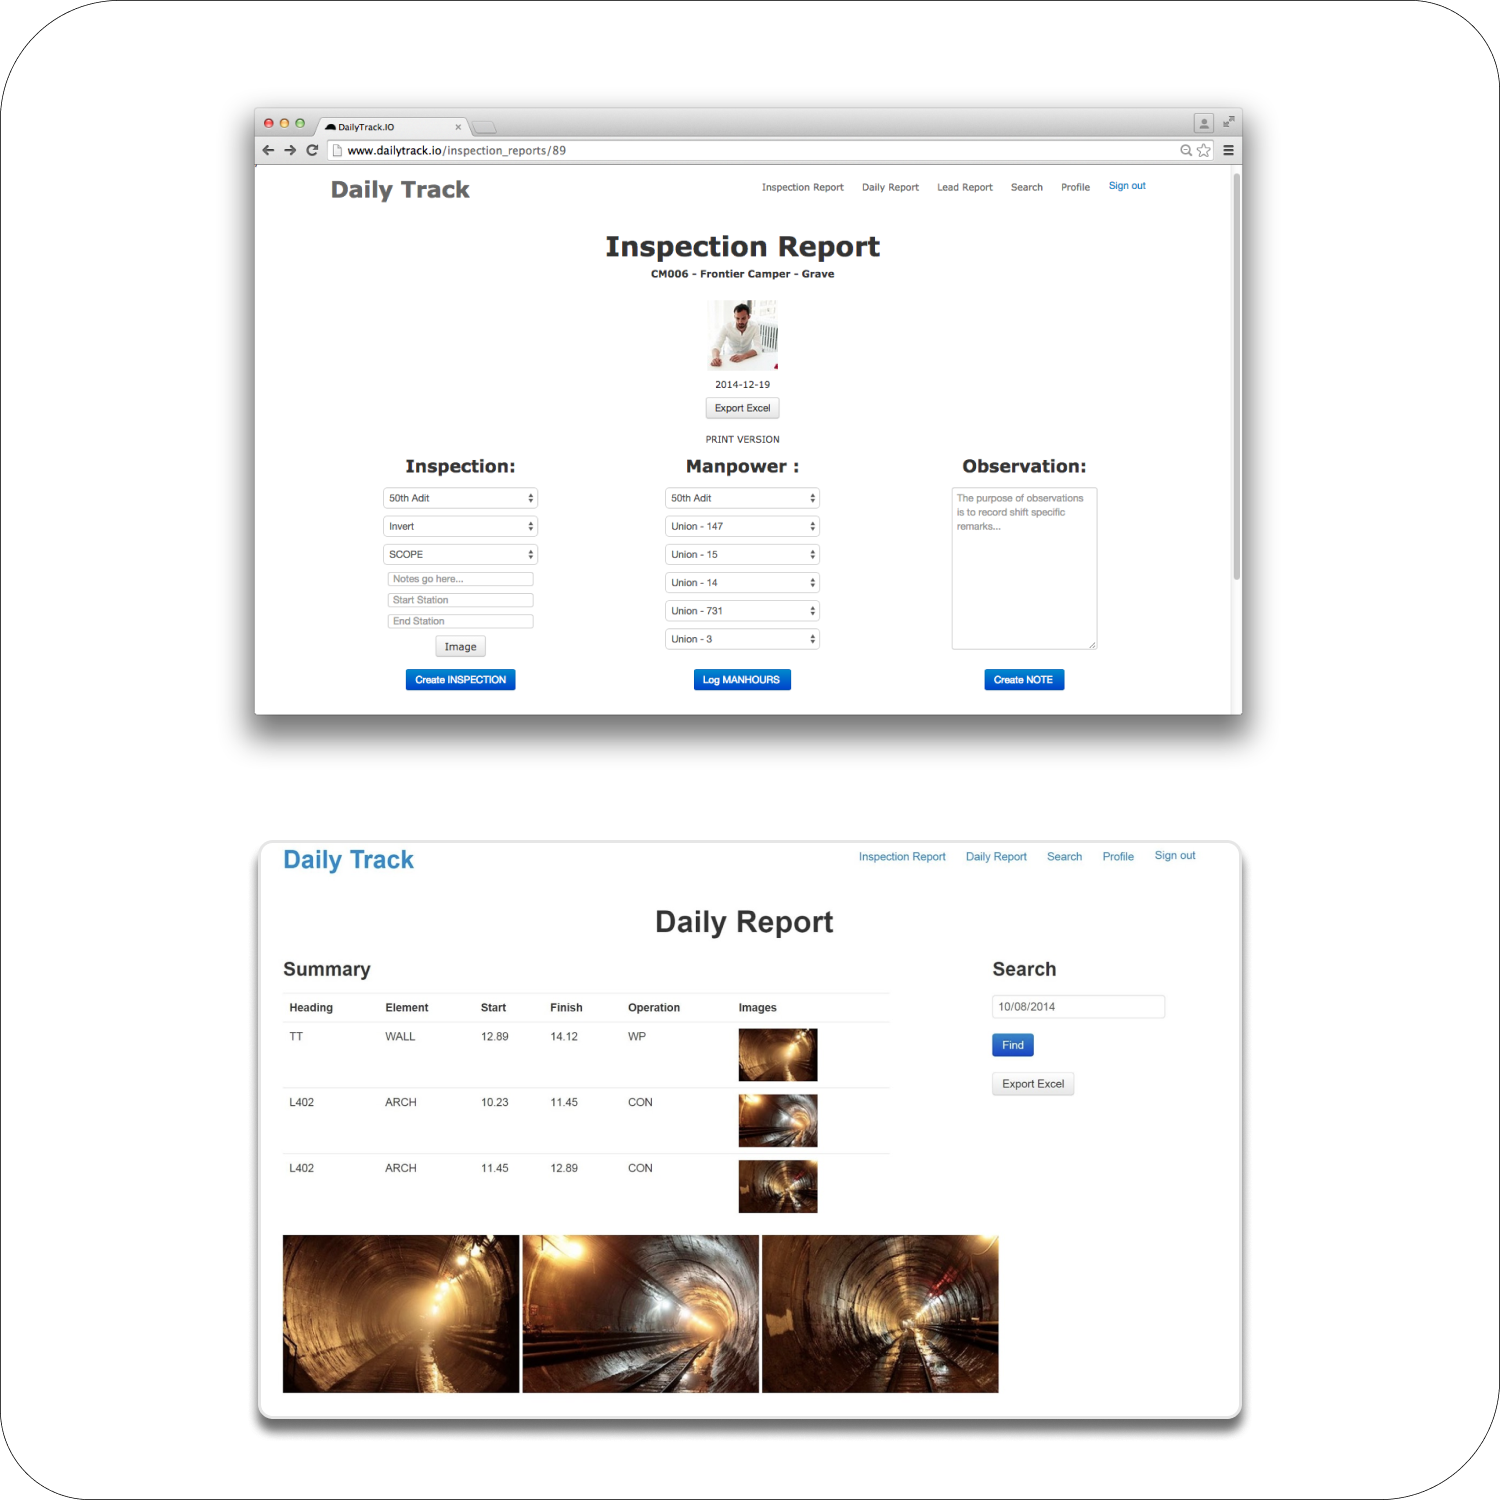 DailyTrack.IO
www.dailytrack.io/inspection_reports/89
Daily Track
Inspection Report Daily Report Lead Report Search Profile Sign out
Inspection Report
CM006 - Frontier Camper - Grave
2014-12-19
Export Excel
PRINT VERSION
Inspection: Manpower : Observation:
50th Adit 50th Adit The purpose of observations
is to record shift specific
Invert Union - 147 remarks...
SCOPE Union - 15
Notes go here... Union - 14
Start Station
End Station Union - 731
Image Union - 3
Create INSPECTION Log MANHOURS Create NOTE
Daily Track
Inspection Report Daily Report Search Profile Sign out
Daily Report
Summary Search
Heading Element Start Finish Operation Images 10/08/2014
TT WALL 12.89 14.12 WP Find
Export Excel
L402 ARCH 10.23 11.45 CON
L402 ARCH 11.45 12.89 CON